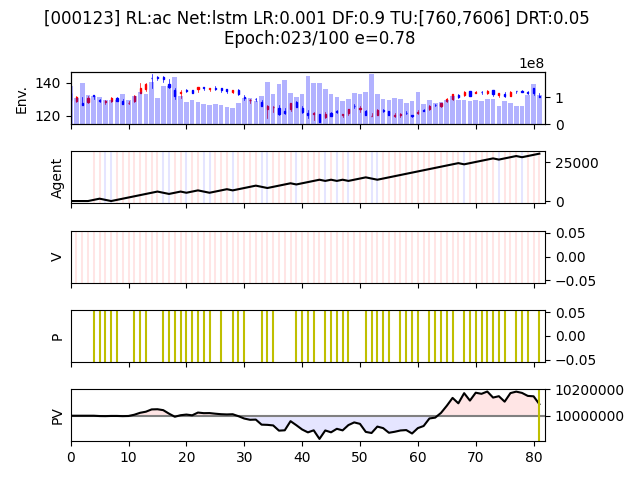 [000123] RL:ac Net:lstm LR:0.001 DF:0.9 TU:[760,7606] DRT:0.05
Epoch:023/100 e=0.78
1e8
Env.
140
120
1
0
Agent
25000
0
V
0.05
0.00
−0.05
P
0.05
0.00
−0.05
PV
10200000
10000000
0 10 20 30 40 50 60 70 80